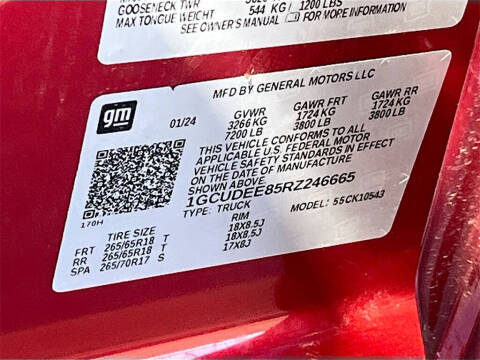 GOOSENECK TWR
MAX TONGUE WEIGHT 544 KG / 1200 LBS
SEE OWNER'S MANUAL FOR MORE INFORMATION
gm
MFD BY GENERAL MOTORS LLC
01/24 GVWR GAWR FRT GAWR RR
3266 KG 1724 KG 1724 KG
7200 LB 3800 LB 3800 LB
THIS VEHICLE CONFORMS TO ALL
APPLICABLE U.S. FEDERAL MOTOR
VEHICLE SAFETY STANDARDS IN EFFECT
ON THE DATE OF MANUFACTURE
SHOWN ABOVE.
1GCUDEE85RZ246665
TYPE: TRUCK MODEL: 55CK10543
170H
TIRE SIZE RIM
FRT 265/65R18 T 18X8.5J
RR 265/65R18 T 18X8.5J
SPA 265/70R17 S 17X8J